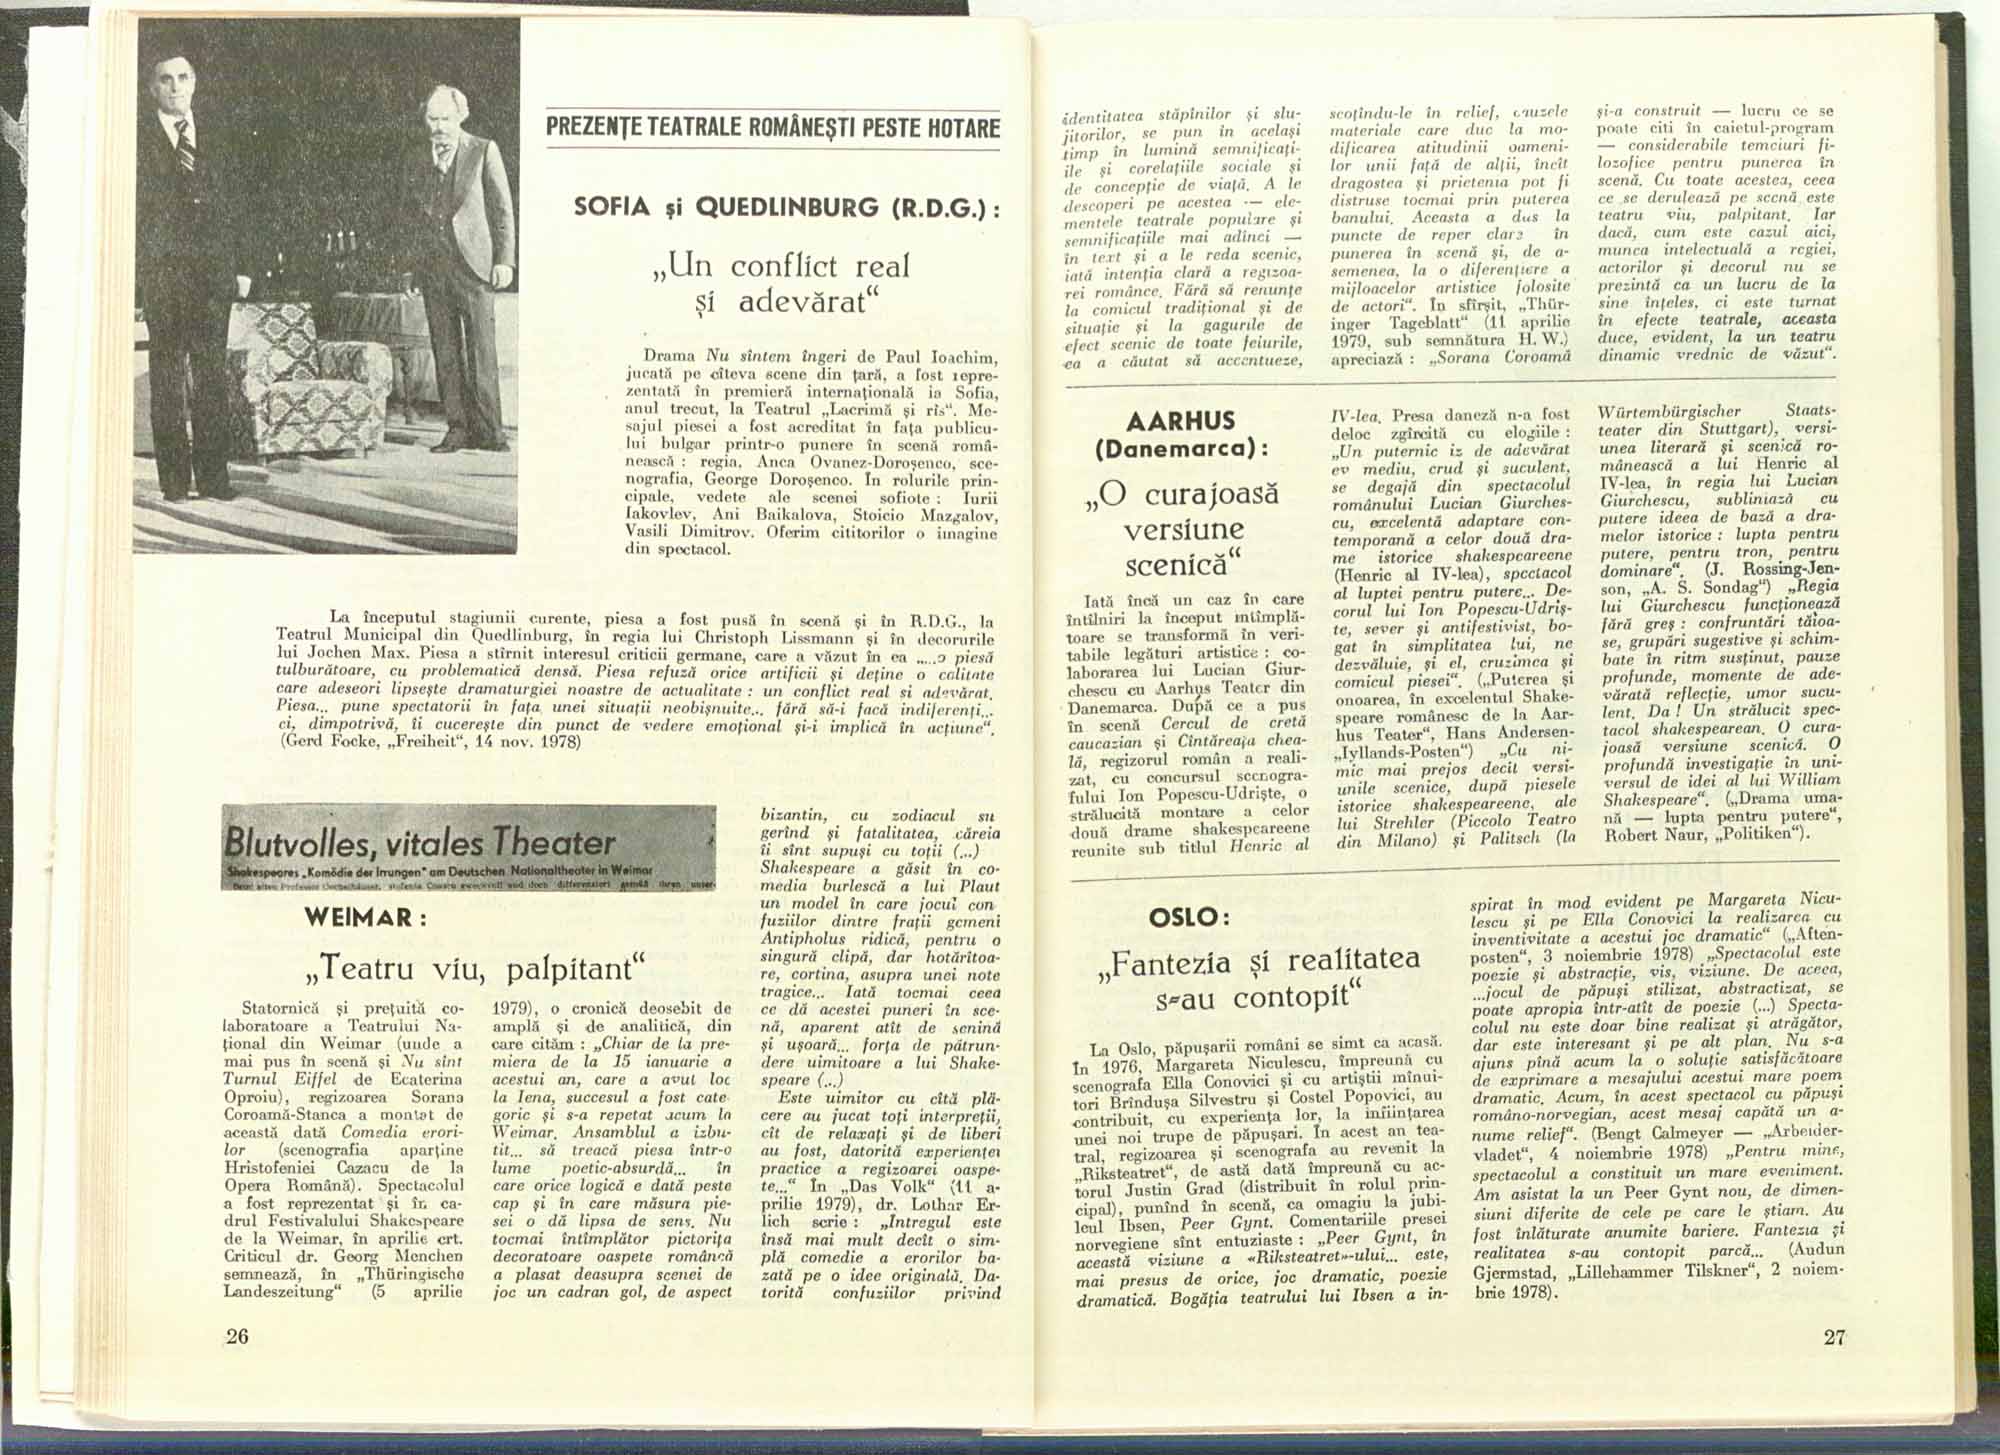 PREZENȚE TEATRALE ROMÂNEȘTI PESTE HOTARE
SOFIA și QUEDLINBURG (R.D.G.) :
„Un conflict real
și adevărat“
Drama Nu sîntem îngeri de Paul Ioachim,
jucată pe cîteva scene din țară, a fost repre-
zentată în premieră internațională la Sofia,
anul trecut, la Teatrul „Lacrimă și rîs“. Me-
sajul piesei a fost acreditat în fața publicu-
lui bulgar printr-o punere în scenă româ-
nească : regia, Anca Ovanez-Doroșenco, sce-
nografia, George Doroșenco. In rolurile prin-
cipale, vedete ale scenei sofiote : Iurii
Iakovlev, Ani Baikalova, Stoicio Mazgalov,
Vasili Dimitrov. Oferim cititorilor o imagine
din spectacol.
La începutul stagiunii curente, piesa a fost pusă în scenă și în R.D.G., la
Teatrul Municipal din Quedlinburg, în regia lui Christoph Lissmann și în decorurile
lui Jochen Max. Piesa a stîrnit interesul criticii germane, care a văzut în ea „...o piesă
tulburătoare, cu problematică densă. Piesa refuză orice artificii și deține o calitate
care adeseori lipsește dramaturgiei noastre de actualitate : un conflict real si adevărat.
Piesa... pune spectatorii în fața unei situații neobișnuite... fără să-i facă indiferenți...
ci, dimpotrivă, îi cucerește din punct de vedere emoțional și-i implică în acțiune“.
(Gerd Focke, „Freiheit“, 14 nov. 1978)
Blutvolles, vitales Theater
Shakespeares „Komödie der Irrungen“ am Deutschen Nationaltheater in Weimar
WEIMAR :
„Teatru viu, palpitant“
Statornică și prețuită co-
laboratoare a Teatrului Na-
țional din Weimar (unde a
mai pus în scenă și Nu sînt
Turnul Eiffel de Ecaterina
Oproiu), regizoarea Sorana
Coroamă-Stanca a montat de
această dată Comedia erori-
lor (scenografia aparține
Hristofeniei Cazacu de la
Opera Română). Spectacolul
a fost reprezentat și în ca-
drul Festivalului Shakespeare
de la Weimar, în aprilie crt.
Criticul dr. Georg Menchen
semnează, în „Thüringische
Landeszeitung“ (5 aprilie
1979), o cronică deosebit de
amplă și de analitică, din
care cităm : „Chiar de la pre-
miera de la 15 ianuarie a
acestui an, care a avut loc
la Iena, succesul a fost cate-
goric și s-a repetat acum la
Weimar. Ansamblul a izbu-
tit... să treacă piesa într-o
lume poetic-absurdă... în
care orice logică e dată peste
cap și în care măsura pie-
sei o dă lipsa de sens. Nu
tocmai întîmplător pictorița
decoratoare oaspete română
a plasat deasupra scenei de
joc un cadran gol, de aspect
bizantin, cu zodiacul su
gerînd și fatalitatea, căreia
îi sînt supuși cu toții (...)
Shakespeare a găsit în co-
media burlescă a lui Plaut
un model în care jocul con
fuziilor dintre frații gemeni
Antipholus ridică, pentru o
singură clipă, dar hotărîtoa-
re, cortina, asupra unei note
tragice... Iată tocmai ceea
ce dă acestei puneri în sce-
nă, aparent atît de senină
și ușoară... forța de pătrun-
dere uimitoare a lui Shake-
speare (...)
Este uimitor cu cîtă plă-
cere au jucat toți interpreții,
cît de relaxați și de liberi
au fost, datorită experienței
practice a regizoarei oaspe-
te...“ In „Das Volk“ (11 a-
prilie 1979), dr. Lothar Er-
lich scrie : „Intregul este
însă mai mult decît o sim-
plă comedie a erorilor ba-
zată pe o idee originală. Da-
torită confuziilor privind
26
identitatea stăpînilor și slu-
jitorilor, se pun în același
timp în lumină semnificați-
ile și corelațiile sociale și
de concepție de viață. A le
descoperi pe acestea — ele-
mentele teatrale populare și
semnificațiile mai adînci —
în text și a le reda scenic,
iată intenția clară a regizoa-
rei române. Fără să renunțe
la comicul tradițional și de
situație și la gagurile de
efect scenic de toate feiurile,
ea a căutat să accentueze,
scoțîndu-le în relief, cauzele
materiale care duc la mo-
dificarea atitudinii oameni-
lor unii față de alții, încît
dragostea și prietenia pot fi
distruse tocmai prin puterea
banului. Aceasta a dus la
puncte de reper clare în
punerea în scenă și, de a-
semenea, la o diferențiere a
mijloacelor artistice folosite
de actori“. In sfîrșit, „Thür-
inger Tageblatt“ (11 aprilie
1979, sub semnătura H. W.)
apreciază : „Sorana Coroamă
și-a construit — lucru ce se
poate citi în caietul-program
— considerabile temeiuri fi-
lozofice pentru punerea în
scenă. Cu toate acestea, ceea
ce se derulează pe scenă este
teatru viu, palpitant. Iar
dacă, cum este cazul aici,
munca intelectuală a regiei,
actorilor și decorul nu se
prezintă ca un lucru de la
sine înțeles, ci este turnat
în efecte teatrale, aceasta
duce, evident, la un teatru
dinamic vrednic de văzut“.
AARHUS
(Danemarca) :
„O curajoasă
versiune
scenică“
Iată încă un caz în care
întîlniri la început întîmplă-
toare se transformă în veri-
tabile legături artistice : co-
laborarea lui Lucian Giur-
chescu cu Aarhus Teater din
Danemarca. După ce a pus
în scenă Cercul de cretă
caucazian și Cîntăreața chea-
lă, regizorul român a reali-
zat, cu concursul scenogra-
fului Ion Popescu-Udriște, o
strălucită montare a celor
două drame shakespeareene
reunite sub titlul Henric al
IV-lea. Presa daneză n-a fost
deloc zgîrcită cu elogiile :
„Un puternic iz de adevărat
ev mediu, crud și suculent,
se degajă din spectacolul
românului Lucian Giurches-
cu, excelentă adaptare con-
temporană a celor două dra-
me istorice shakespeareene
(Henric al IV-lea), spectacol
al luptei pentru putere... De-
corul lui Ion Popescu-Udriș-
te, sever și antifestivist, bo-
gat în simplitatea lui, ne
dezvăluie, și el, cruzimea și
comicul piesei“. („Puterea și
onoarea, în excelentul Shake-
speare românesc de la Aar-
hus Teater“, Hans Andersen-
„Iyllands-Posten“) „Cu ni-
mic mai prejos decît versi-
unile scenice, după piesele
istorice shakespeareene, ale
lui Strehler (Piccolo Teatro
din Milano) și Palitsch (la
Würtembürgischer Staats-
teater din Stuttgart), versi-
unea literară și scenică ro-
mânească a lui Henric al
IV-lea, în regia lui Lucian
Giurchescu, subliniază cu
putere ideea de bază a dra-
melor istorice : lupta pentru
putere, pentru tron, pentru
dominare“. (J. Rossing-Jen-
son, „A. S. Sondag“) „Regia
lui Giurchescu funcționează
fără greș : confruntări tăioa-
se, grupări sugestive și schim-
bate în ritm susținut, pauze
profunde, momente de ade-
vărată reflecție, umor sucu-
lent. Da ! Un strălucit spec-
tacol shakespearean. O cura-
joasă versiune scenică. O
profundă investigație în uni-
versul de idei al lui William
Shakespeare“. („Drama uma-
nă — lupta pentru putere“,
Robert Naur, „Politiken“).
OSLO :
„Fantezia și realitatea
s-au contopit“
La Oslo, păpușarii români se simt ca acasă.
In 1976, Margareta Niculescu, împreună cu
scenografa Ella Conovici și cu artiștii mînui-
tori Brîndușa Silvestru și Costel Popovici, au
contribuit, cu experiența lor, la înființarea
unei noi trupe de păpușari. In acest an tea-
tral, regizoarea și scenografa au revenit la
„Riksteatret“, de astă dată împreună cu ac-
torul Justin Grad (distribuit în rolul prin-
cipal), punînd în scenă, ca omagiu la jubi-
leul Ibsen, Peer Gynt. Comentariile presei
norvegiene sînt entuziaste : „Peer Gynt, în
această viziune a «Riksteatret»-ului... este,
mai presus de orice, joc dramatic, poezie
dramatică. Bogăția teatrului lui Ibsen a in-
spirat în mod evident pe Margareta Nicu-
lescu și pe Ella Conovici la realizarea cu
inventivitate a acestui joc dramatic“ („Aften-
posten“, 3 noiembrie 1978) „Spectacolul este
poezie și abstracție, vis, viziune. De aceea,
...jocul de păpuși stilizat, abstractizat, se
poate apropia într-atît de poezie (...) Specta-
colul nu este doar bine realizat și atrăgător,
dar este interesant și pe alt plan. Nu s-a
ajuns pînă acum la o soluție satisfăcătoare
de exprimare a mesajului acestui mare poem
dramatic. Acum, în acest spectacol cu păpuși
româno-norvegian, acest mesaj capătă un a-
nume relief“. (Bengt Calmeyer — „Arbeider-
vladet“, 4 noiembrie 1978) „Pentru mine,
spectacolul a constituit un mare eveniment.
Am asistat la un Peer Gynt nou, de dimen-
siuni diferite de cele pe care le știam. Au
fost înlăturate anumite bariere. Fantezia și
realitatea s-au contopit parcă... (Audun
Gjermstad, „Lillehammer Tilskner“, 2 noiem-
brie 1978).
27